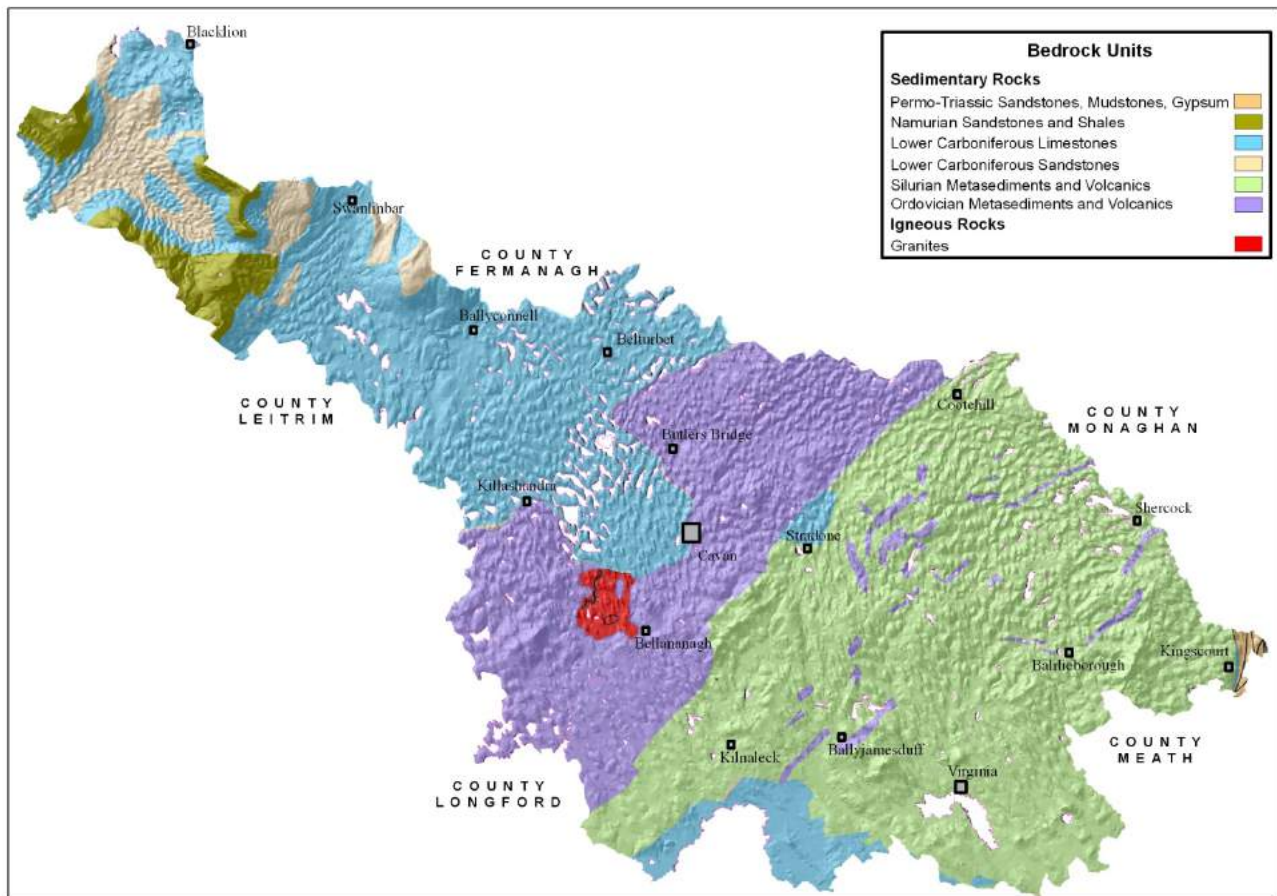 Blacklion
Bedrock Units
Sedimentary Rocks
Permo-Triassic Sandstones, Mudstones, Gypsum
Namurian Sandstones and Shales
Lower Carboniferous Limestones
Lower Carboniferous Sandstones
Silurian Metasediments and Volcanics
Ordovician Metasediments and Volcanics
Igneous Rocks
Granites
Swanlinbar
COUNTY
FERMANAGH
Ballyconnell
Belturbet
COUNTY
LEITRIM
Cootehill
COUNTY
MONAGHAN
Butlers Bridge
Killashandra
Shercock
Stradone
Cavan
Bellananagh
Bailieborough
Kingscourt
Kilnaleck
Ballyjamesduff
COUNTY
MEATH
Virginia
COUNTY
LONGFORD